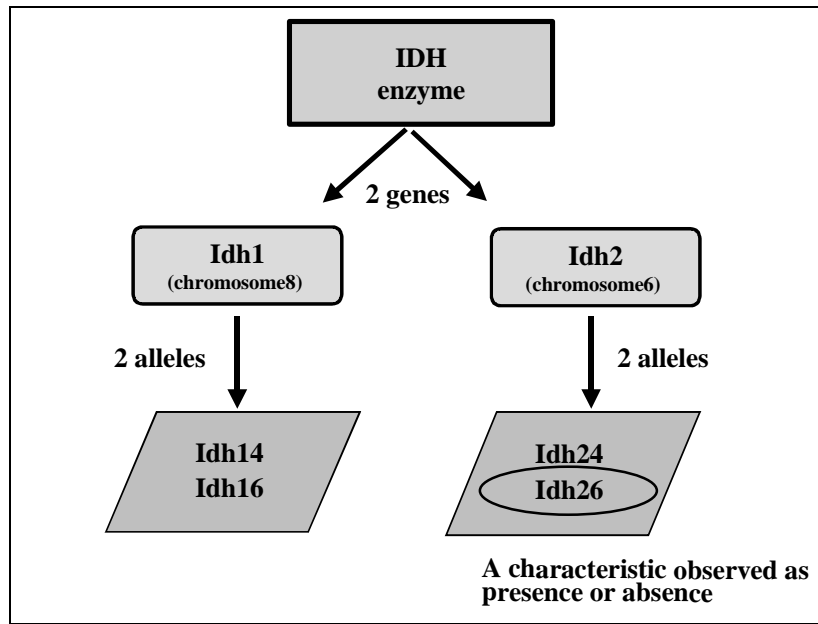 IDH
enzyme
2 genes
Idh1
(chromosome8)
Idh2
(chromosome6)
2 alleles
2 alleles
Idh14
Idh16
Idh24
Idh26
A characteristic observed as
presence or absence